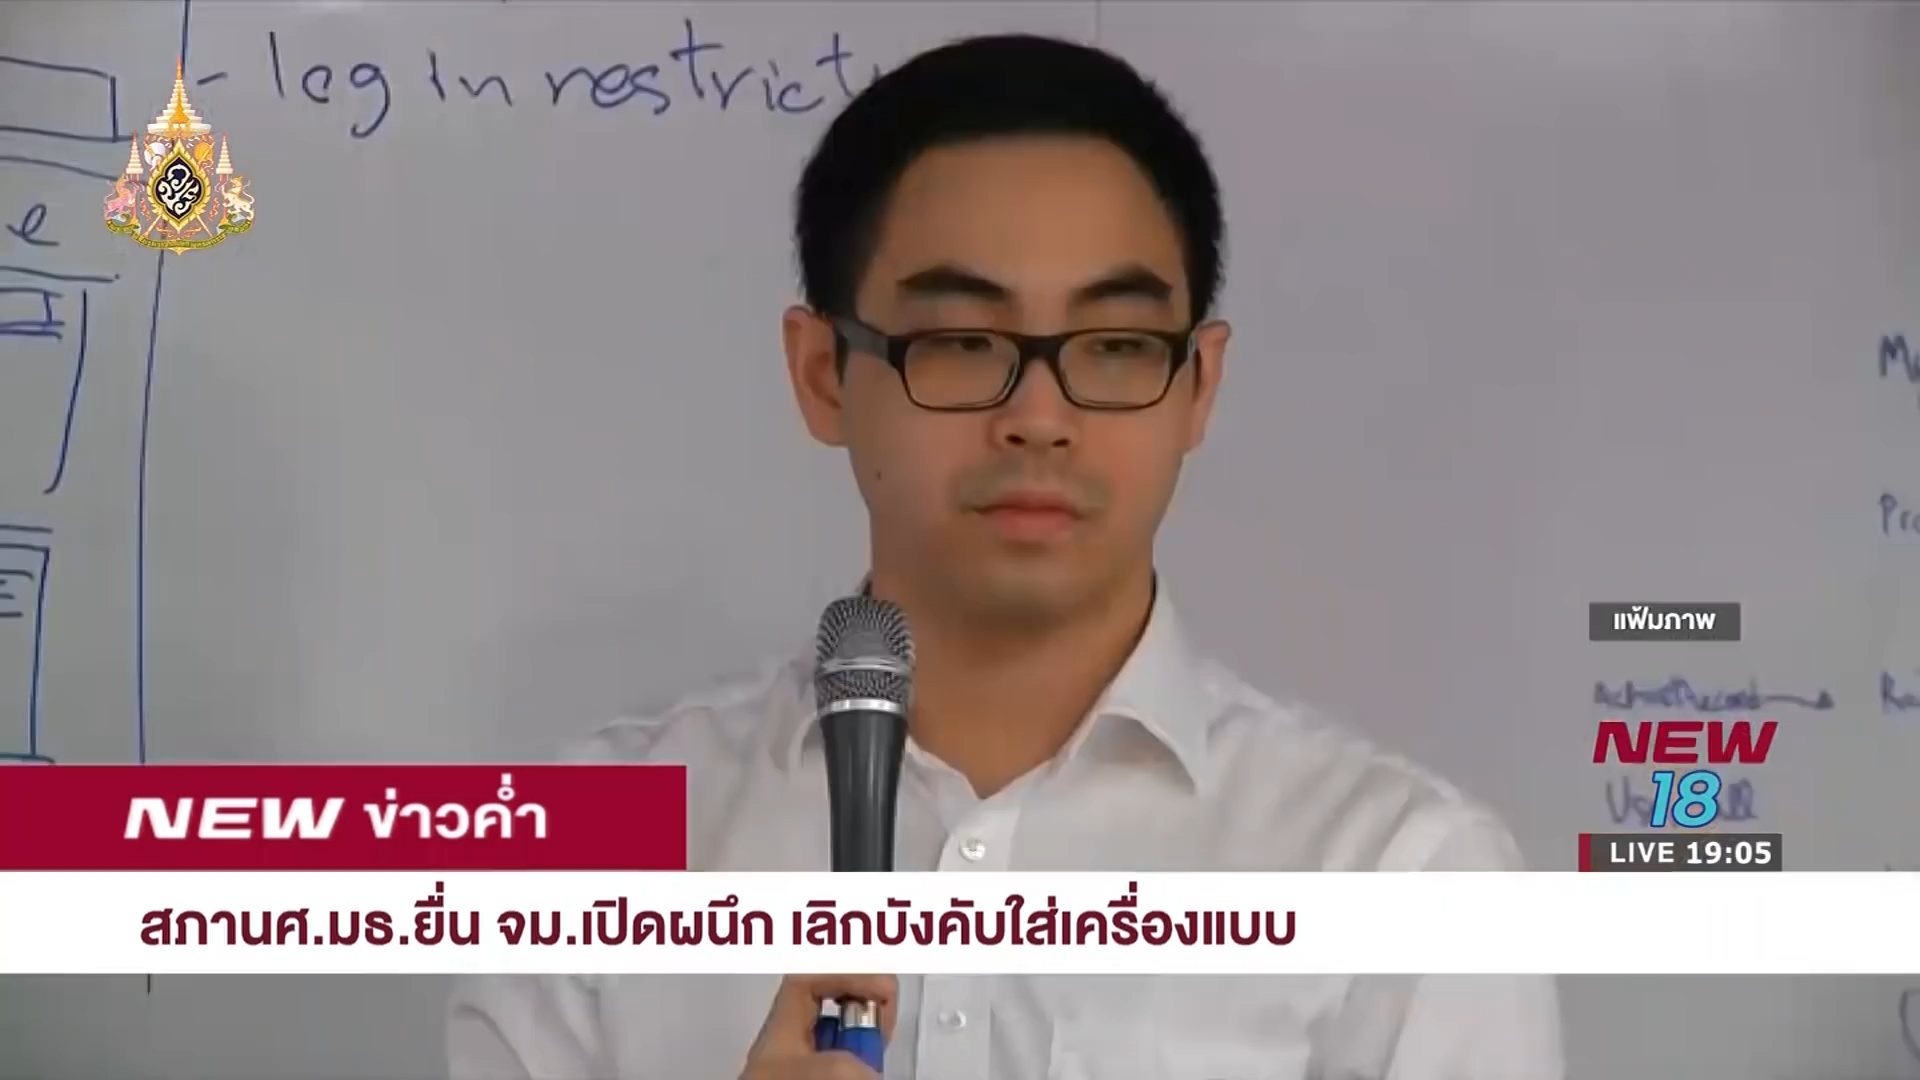 - log in restrict
e
แฟ้มภาพ
NEW
18
LIVE 19:05
NEW ข่าวค่ำ
สภานศ.มธ.ยื่น จม.เปิดผนึก เลิกบังคับใส่เครื่องแบบ